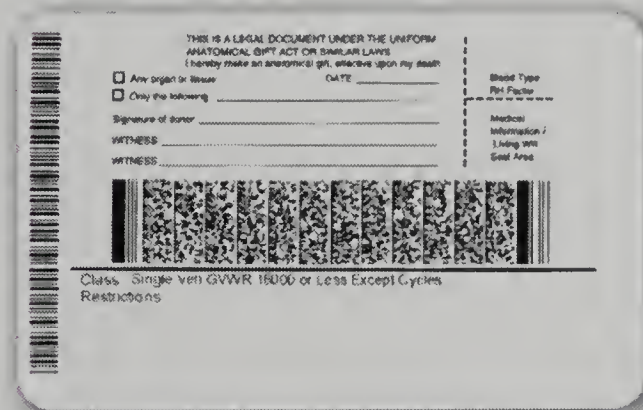 THIS IS A LEGAL DOCUMENT UNDER THE UNIFORM
ANATOMICAL GIFT ACT OR SIMILAR LAWS
I hereby make an anatomical gift, effective upon my death
Any organ or tissue DATE
Only the following
Signature of donor
WITNESS
WITNESS
Blood Type
RH Factor
Medical
Information /
Living Will
Seal Area
Class Single veh GVWR 16000 or Less Except Cycles
Restrictions